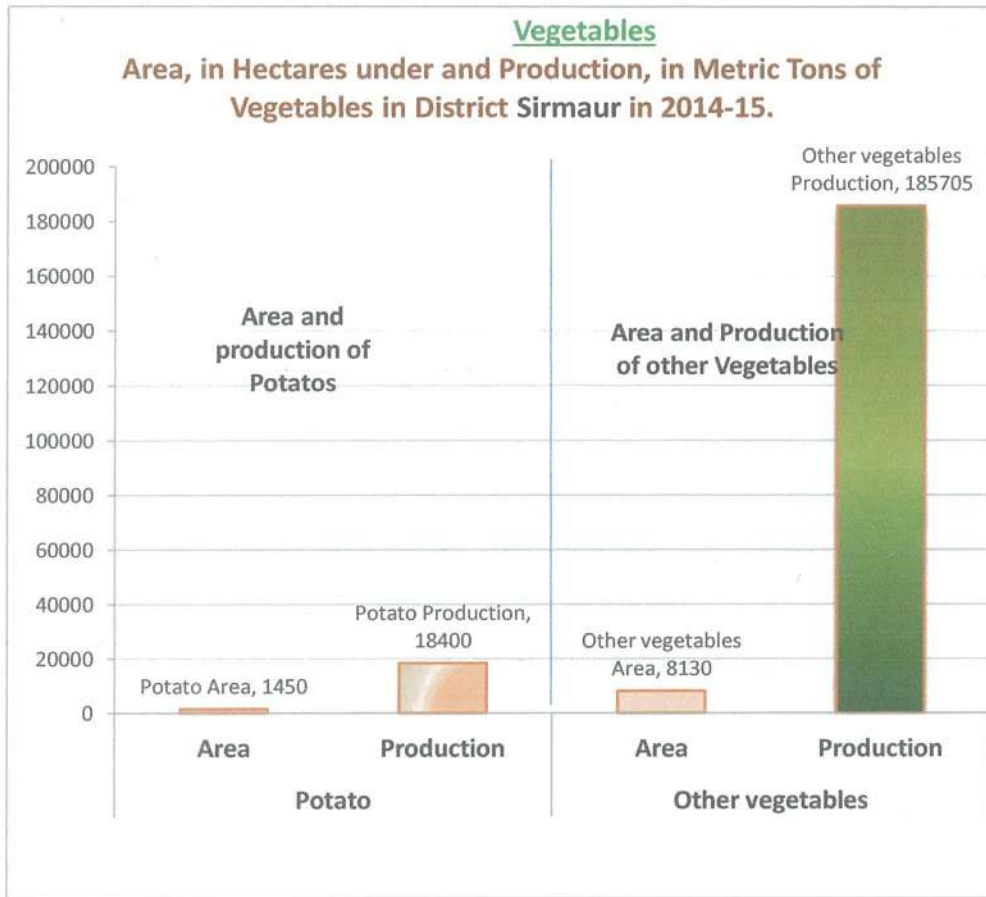 Vegetables
Area, in Hectares under and Production, in Metric Tons of
Vegetables in District Sirmaur in 2014-15.
200000
180000
160000
140000
120000
100000
80000
60000
40000
20000
0
Area and
production of
Potatos
Area and Production
of other Vegetables
Other vegetables
Production, 185705
Potato Area, 1450
Potato Production,
18400
Other vegetables
Area, 8130
Area
Production
Area
Production
Potato
Other vegetables